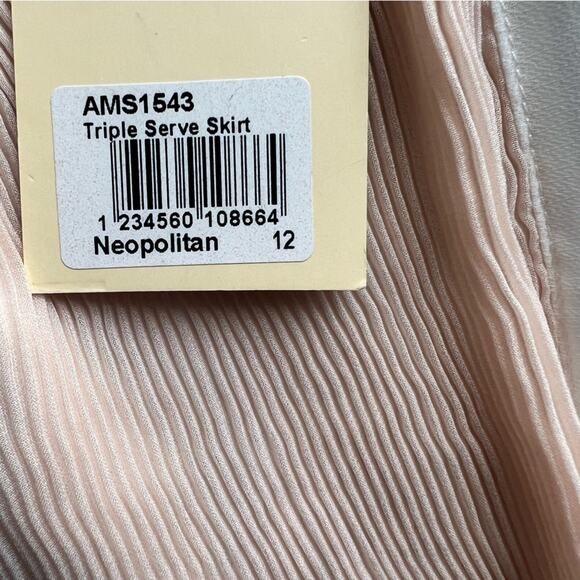 AMS1543
Triple Serve Skirt
1 234560 108664
Neopolitan 12